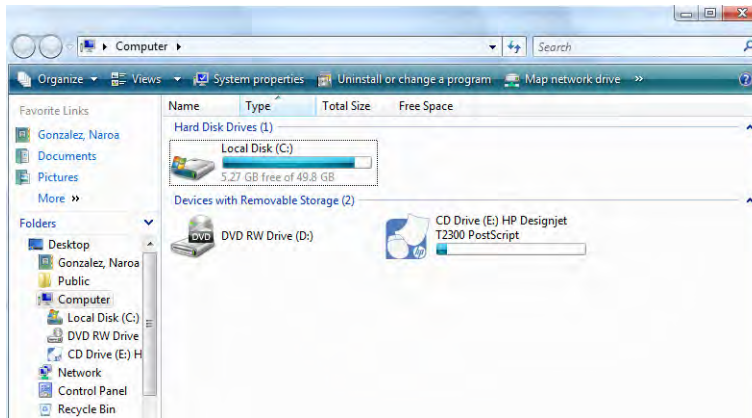 Computer
Search
Organize Views System properties Uninstall or change a program Map network drive »
Favorite Links
Gonzalez, Naroa
Documents
Pictures
More »
Folders
Desktop
Gonzalez, Naroa
Public
Computer
Local Disk (C:)
DVD RW Drive
CD Drive (E:) H
Network
Control Panel
Recycle Bin
Name Type Total Size Free Space
Hard Disk Drives (1)
Local Disk (C:)
5.27 GB free of 49.8 GB
Devices with Removable Storage (2)
DVD
DVD RW Drive (D:)
hp
CD Drive (E:) HP Designjet
T2300 PostScript